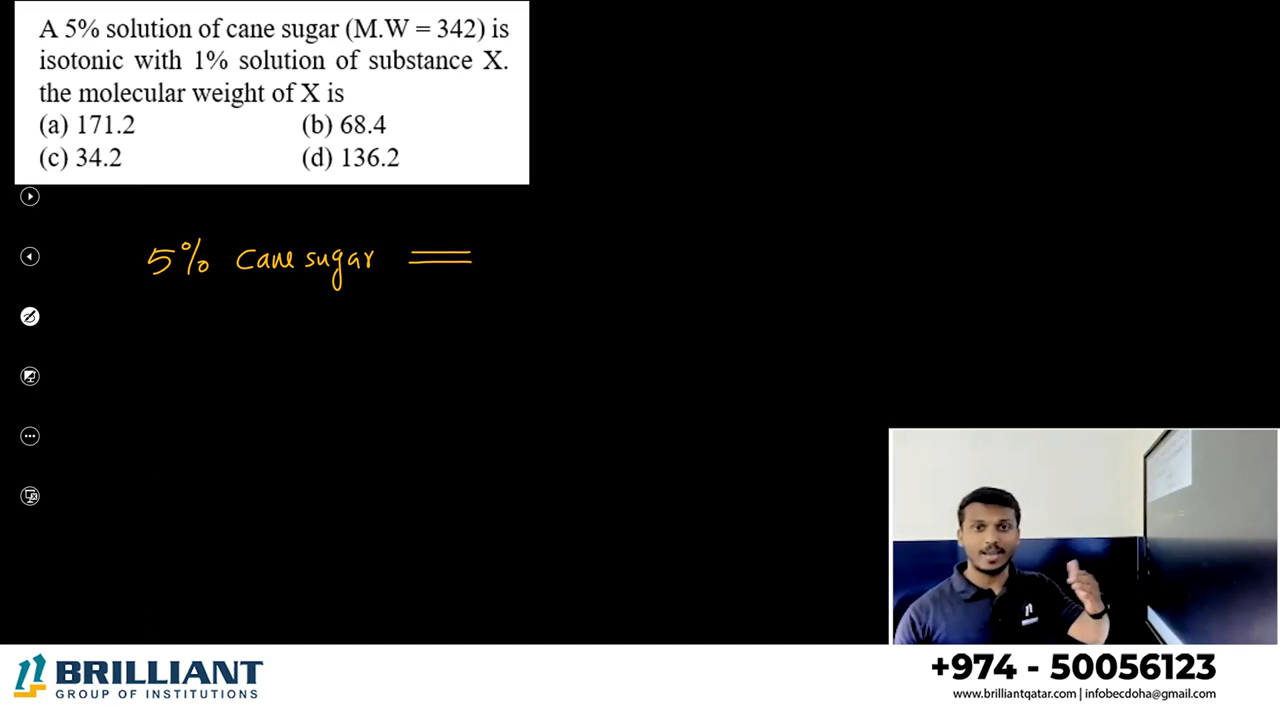 A 5% solution of cane sugar (M.W = 342) is
isotonic with 1% solution of substance X.
the molecular weight of X is
(a) 171.2 (b) 68.4
(c) 34.2 (d) 136.2
5% Cane sugar =
BRILLIANT
GROUP OF INSTITUTIONS
+974 - 50056123
www.brilliantqatar.com | infobecdoha@gmail.com